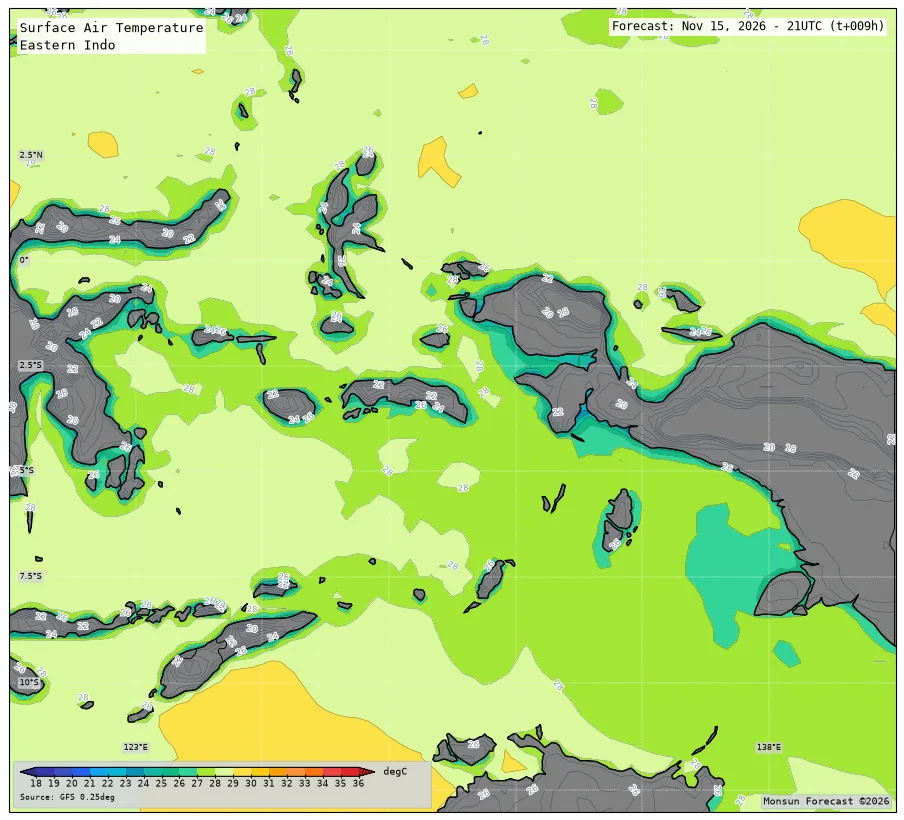 Surface Air Temperature
Eastern Indo
Forecast: Nov 15, 2026 - 21UTC (t+009h)
2.5°N
0°
2.5°S
5°S
7.5°S
10°S
123°E
138°E
degC
18 19 20 21 22 23 24 25 26 27 28 29 30 31 32 33 34 35 36
Source: GFS 0.25deg
Monsun Forecast ©2026